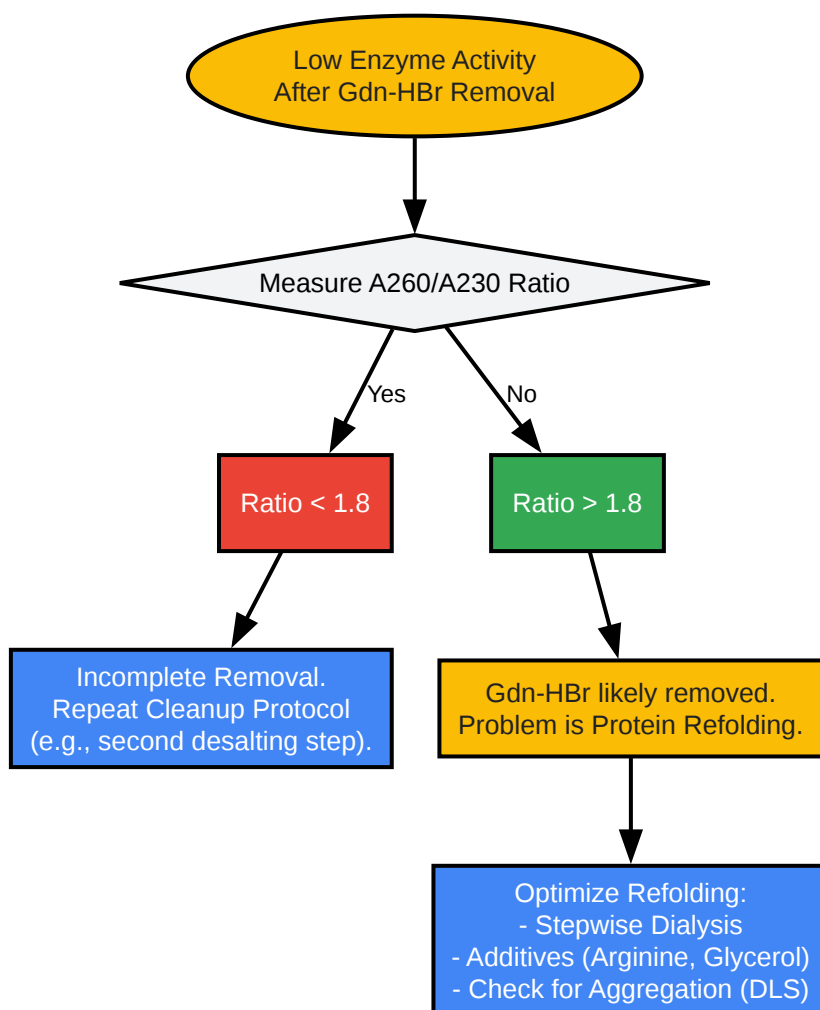 Low Enzyme Activity
After Gdn-HBr Removal
Measure A260/A230 Ratio
Yes
No
Ratio < 1.8
Ratio > 1.8
Incomplete Removal.
Repeat Cleanup Protocol
(e.g., second desalting step).
Gdn-HBr likely removed.
Problem is Protein Refolding.
Optimize Refolding:
- Stepwise Dialysis
- Additives (Arginine, Glycerol)
- Check for Aggregation (DLS)